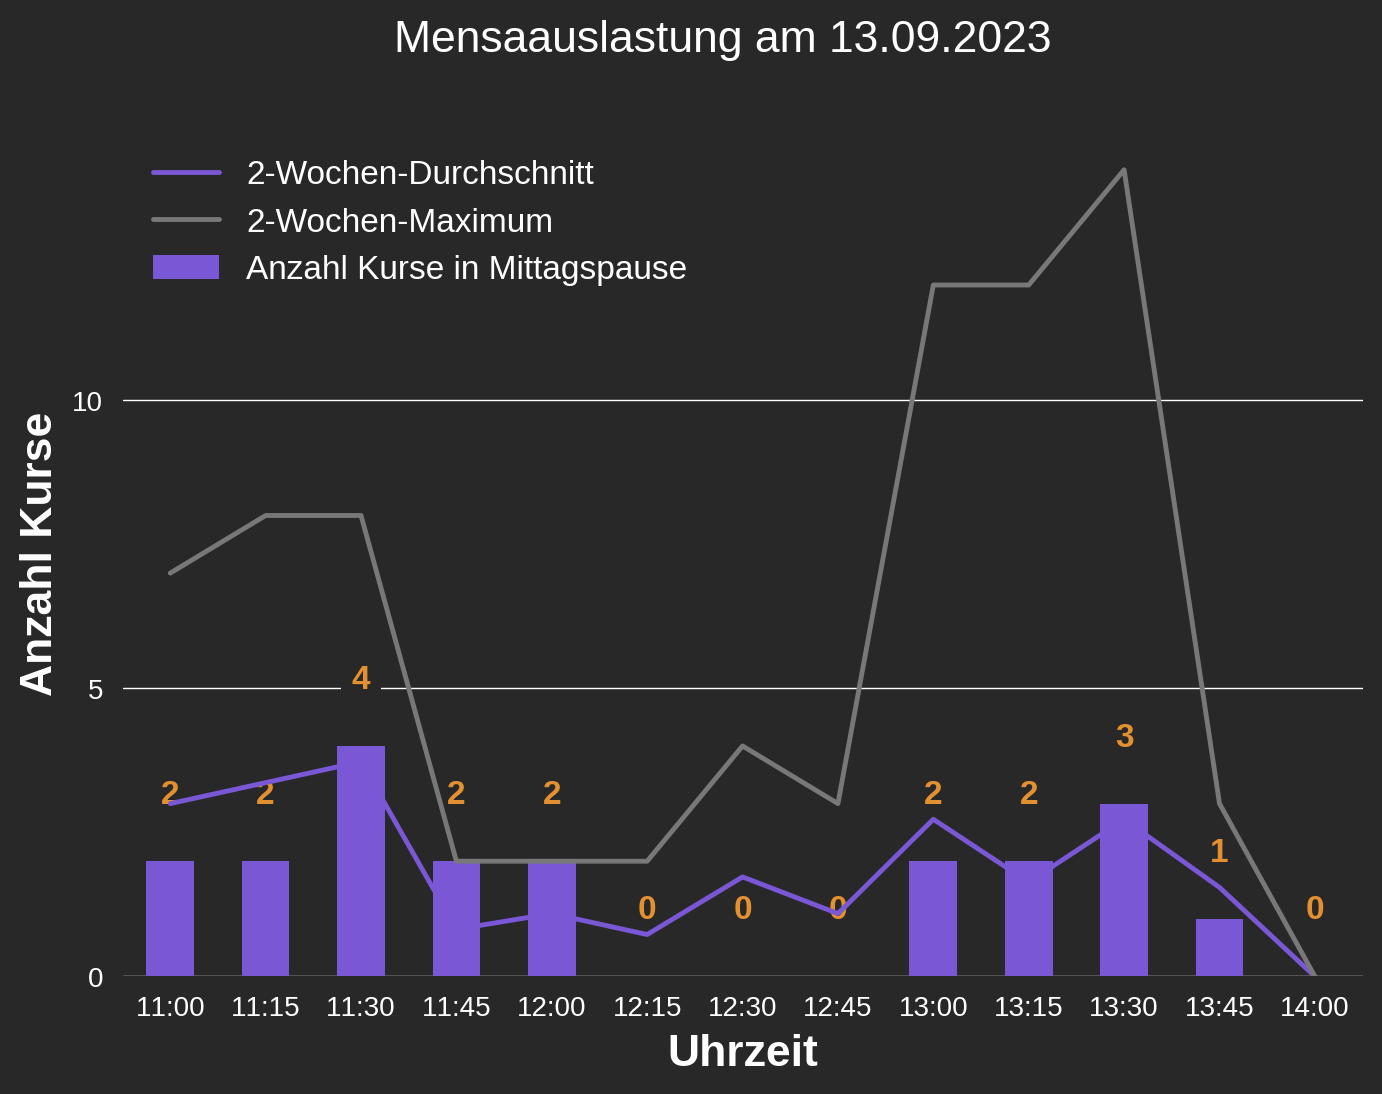 Mensaauslastung am 13.09.2023
2-Wochen-Durchschnitt
2-Wochen-Maximum
Anzahl Kurse in Mittagspause
Anzahl Kurse
10
5
0
4
3
2 2 2 2 2 2
1
0 0 0 0
11:00 11:15 11:30 11:45 12:00 12:15 12:30 12:45 13:00 13:15 13:30 13:45 14:00
Uhrzeit